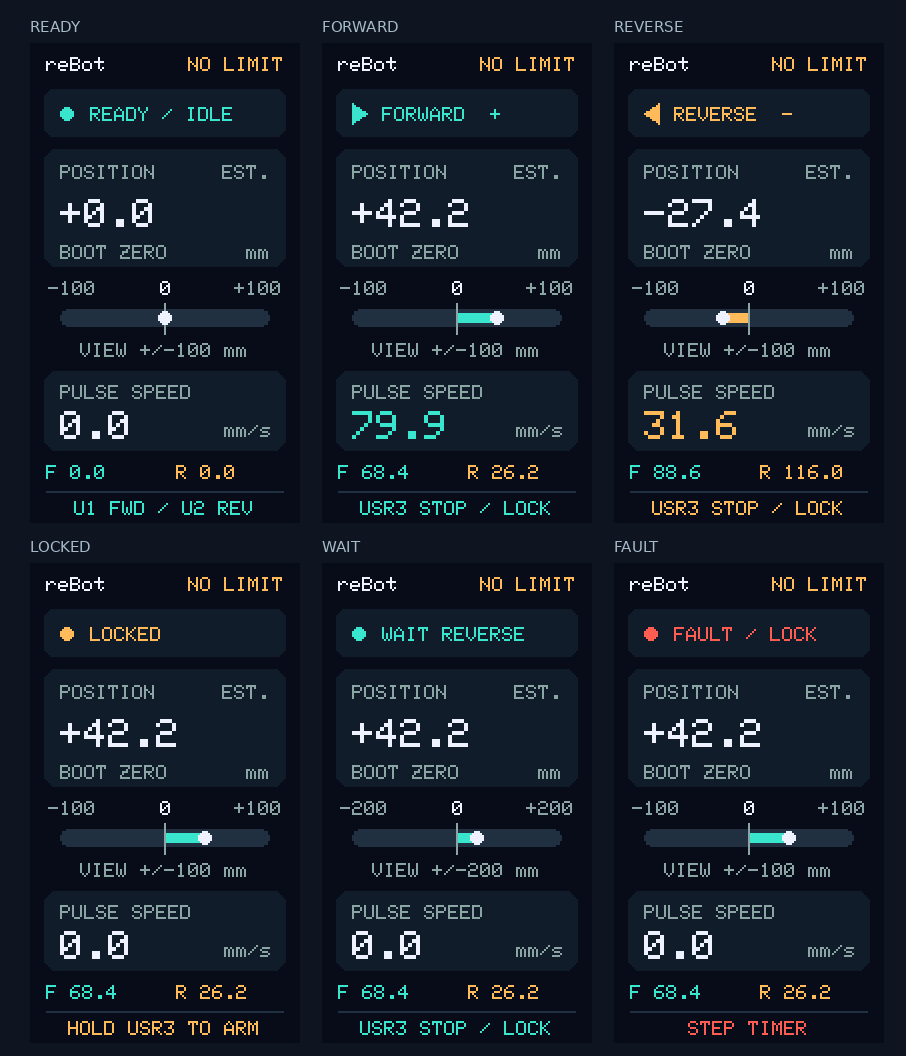 READY
reBot NO LIMIT
READY / IDLE
POSITION EST.
+0.0
BOOT ZERO mm
-100 0 +100
VIEW +/-100 mm
PULSE SPEED
0.0 mm/s
F 0.0 R 0.0
U1 FWD / U2 REV
FORWARD
reBot NO LIMIT
FORWARD +
POSITION EST.
+42.2
BOOT ZERO mm
-100 0 +100
VIEW +/-100 mm
PULSE SPEED
79.9 mm/s
F 68.4 R 26.2
USR3 STOP / LOCK
REVERSE
reBot NO LIMIT
REVERSE -
POSITION EST.
-27.4
BOOT ZERO mm
-100 0 +100
VIEW +/-100 mm
PULSE SPEED
31.6 mm/s
F 88.6 R 116.0
USR3 STOP / LOCK
LOCKED
reBot NO LIMIT
LOCKED
POSITION EST.
+42.2
BOOT ZERO mm
-100 0 +100
VIEW +/-100 mm
PULSE SPEED
0.0 mm/s
F 68.4 R 26.2
HOLD USR3 TO ARM
WAIT
reBot NO LIMIT
WAIT REVERSE
POSITION EST.
+42.2
BOOT ZERO mm
-200 0 +200
VIEW +/-200 mm
PULSE SPEED
0.0 mm/s
F 68.4 R 26.2
USR3 STOP / LOCK
FAULT
reBot NO LIMIT
FAULT / LOCK
POSITION EST.
+42.2
BOOT ZERO mm
-100 0 +100
VIEW +/-100 mm
PULSE SPEED
0.0 mm/s
F 68.4 R 26.2
STEP TIMER